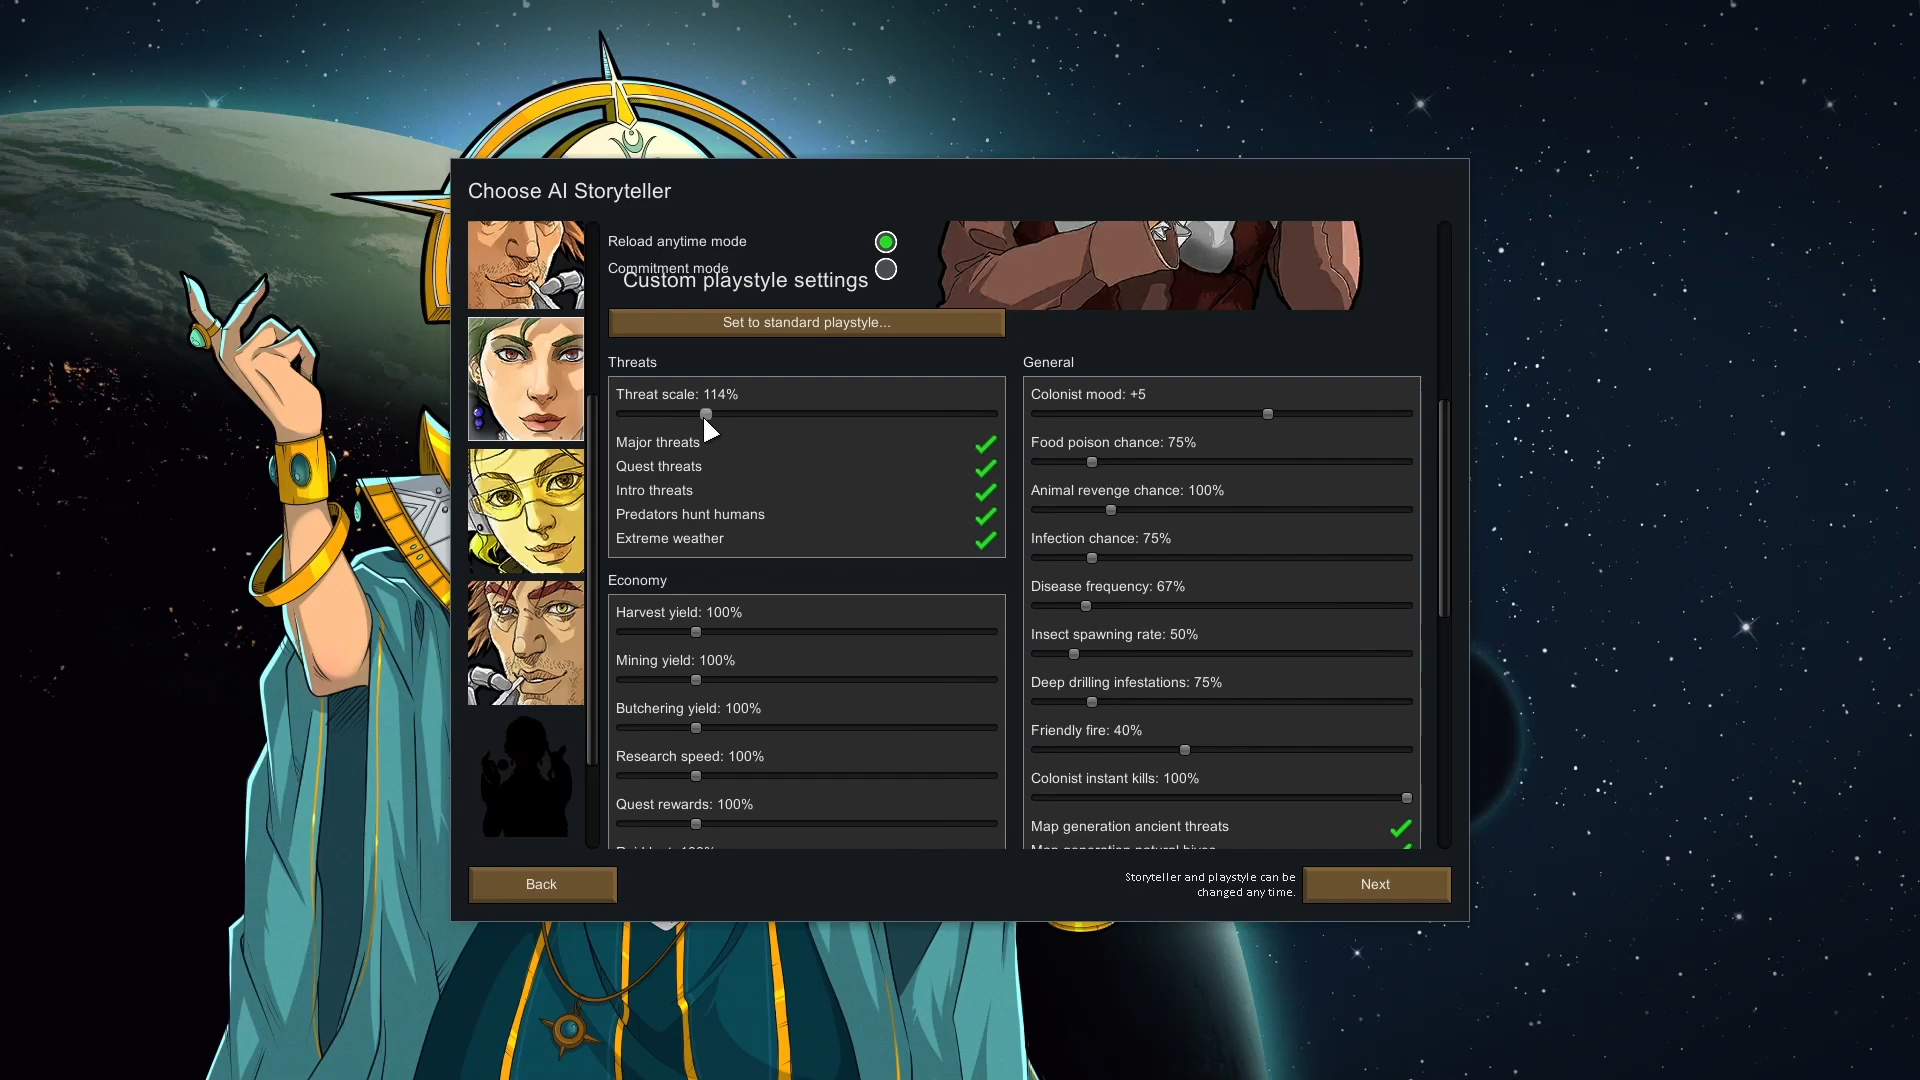 Choose AI Storyteller
Reload anytime mode
Commitment mode
Custom playstyle settings
Set to standard playstyle...
Threats
Threat scale: 114%
Major threats
Quest threats
Intro threats
Predators hunt humans
Extreme weather
Economy
Harvest yield: 100%
Mining yield: 100%
Butchering yield: 100%
Research speed: 100%
Quest rewards: 100%
General
Colonist mood: +5
Food poison chance: 75%
Animal revenge chance: 100%
Infection chance: 75%
Disease frequency: 67%
Insect spawning rate: 50%
Deep drilling infestations: 75%
Friendly fire: 40%
Colonist instant kills: 100%
Map generation ancient threats
Back
Storyteller and playstyle can be
changed any time.
Next